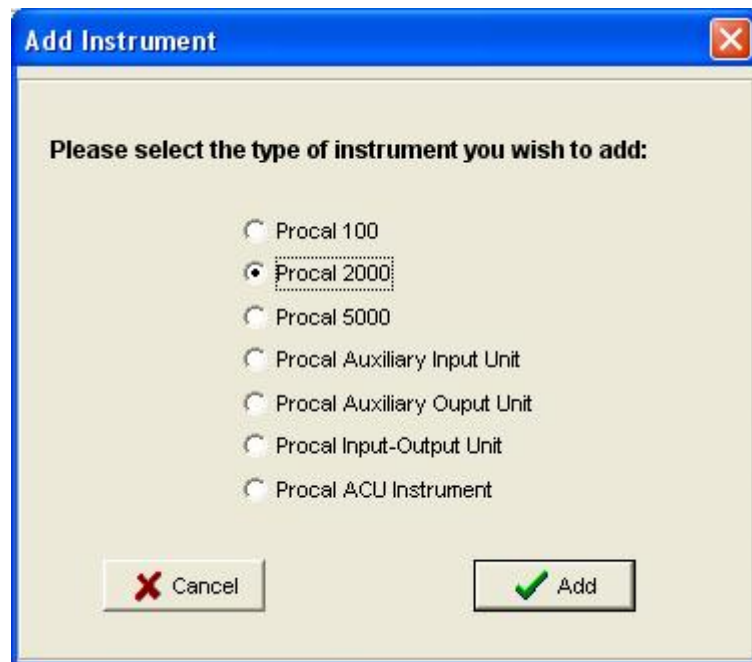 Add Instrument
Please select the type of instrument you wish to add:
Procal 100
Procal 2000
Procal 5000
Procal Auxiliary Input Unit
Procal Auxiliary Ouput Unit
Procal Input-Output Unit
Procal ACU Instrument
Cancel
Add